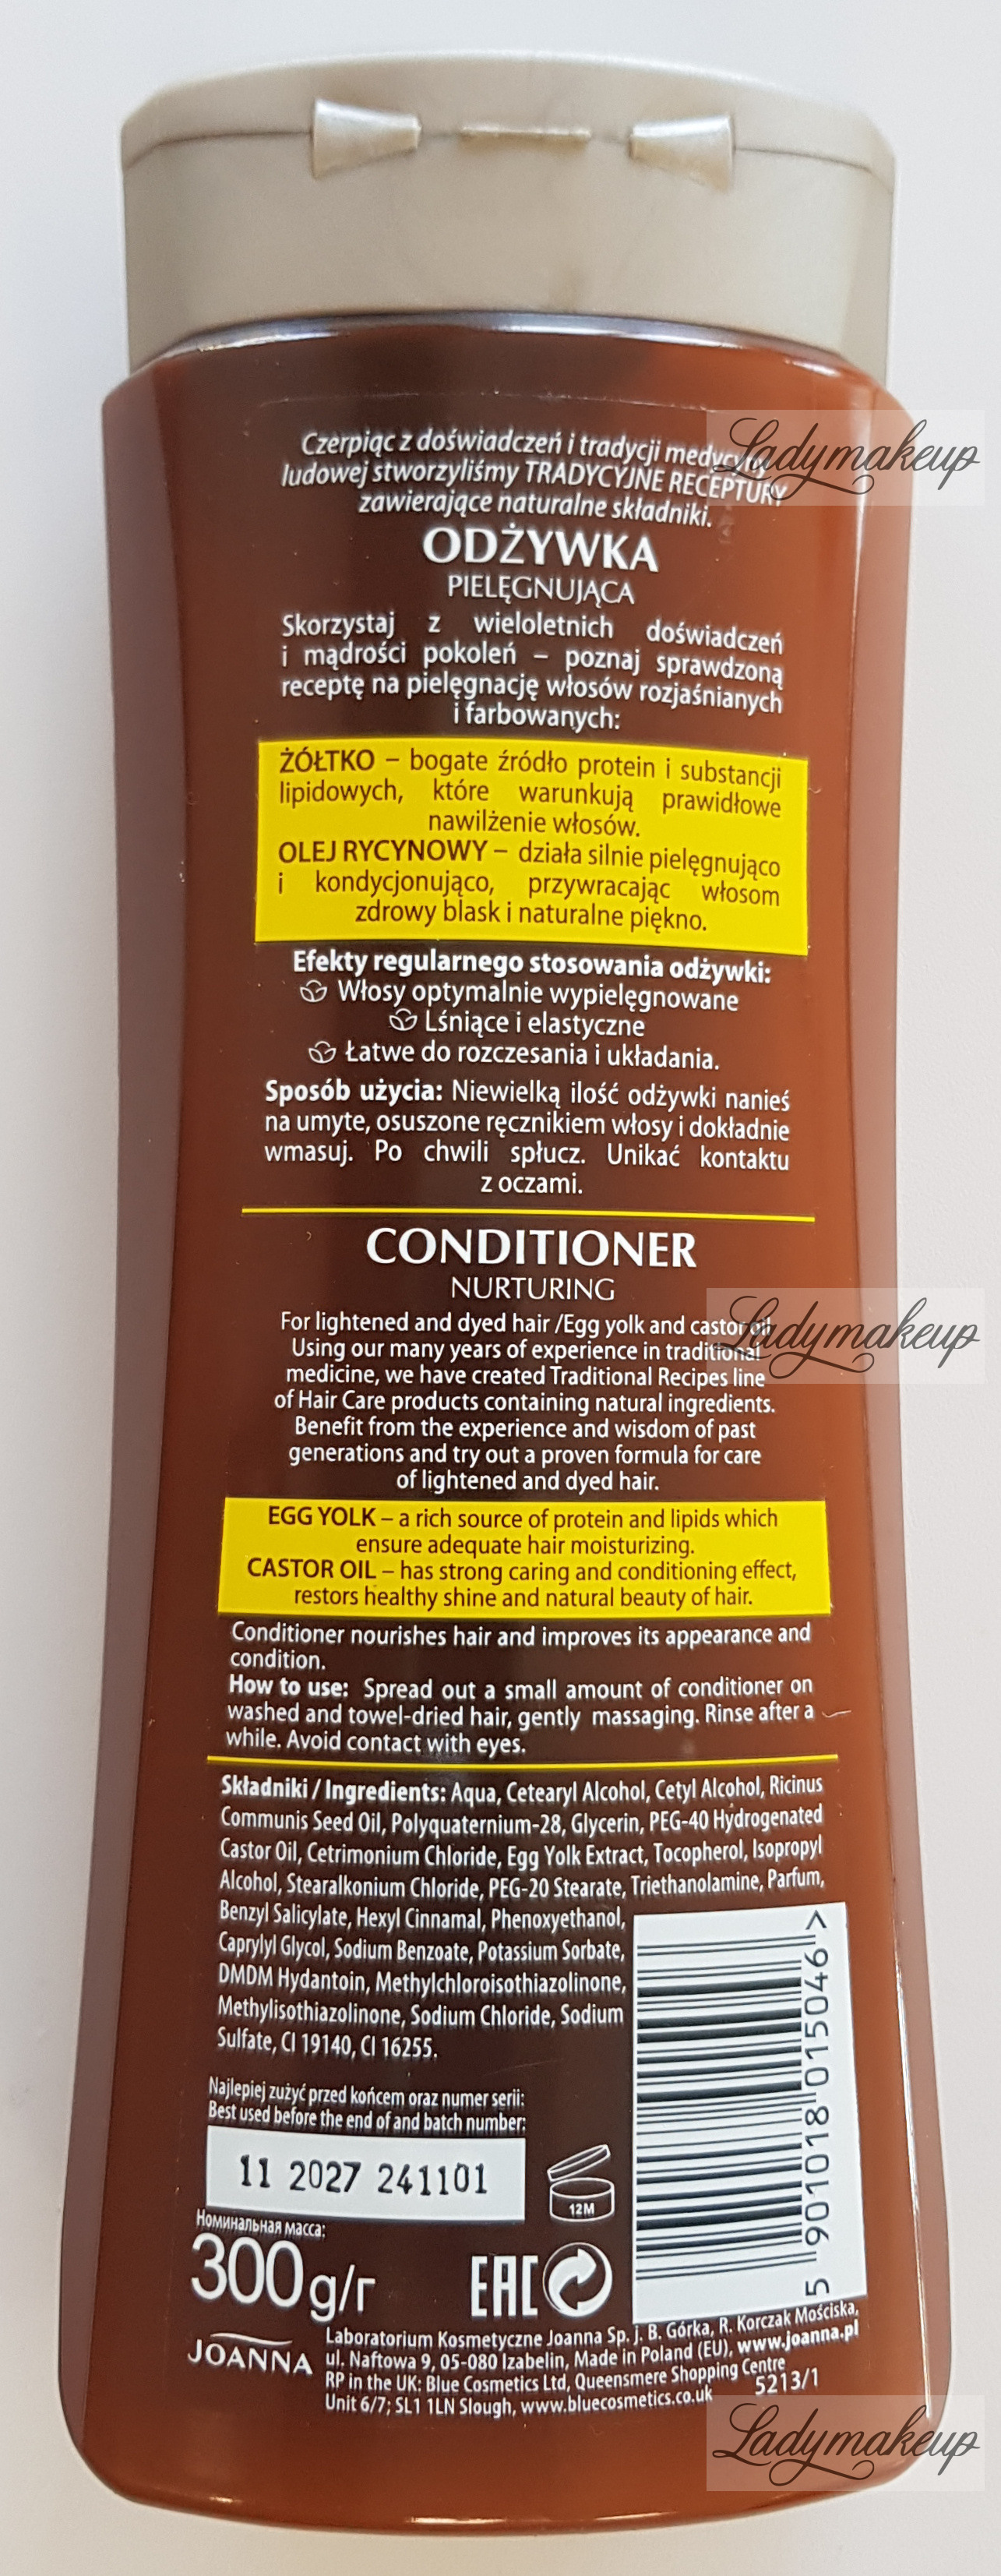 Czerpiąc z doświadczeń i tradycji
ludowej stworzyliśmy TRADYCYJNE RECEPTURY
zawierające naturalne składniki.
ODŻYWKA
PIELĘGNUJĄCA
Skorzystaj z wieloletnich doświadczeń
i mądrości pokoleń – poznaj sprawdzoną
receptę na pielęgnację włosów rozjaśnianych
i farbowanych:
ŻÓŁTKO – bogate źródło protein i substancji
lipidowych, które warunkują prawidłowe
nawilżenie włosów.
OLEJ RYCYNOWY – działa silnie pielęgnująco
i kondycjonująco, przywracając włosom
zdrowy blask i naturalne piękno.
Efekty regularnego stosowania odżywki:
Włosy optymalnie wypielęgnowane
Lśniące i elastyczne
Łatwe do rozczesania i układania.
Sposób użycia: Niewielką ilość odżywki nanieś
na umyte, osuszone ręcznikiem włosy i dokładnie
wmasuj. Po chwili spłucz. Unikać kontaktu
z oczami.
CONDITIONER
NURTURING
For lightened and dyed hair /Egg yolk and castor oil
Using our many years of experience in traditional
medicine, we have created Traditional Recipes line
of Hair Care products containing natural ingredients.
Benefit from the experience and wisdom of past
generations and try out a proven formula for care
of lightened and dyed hair.
EGG YOLK – a rich source of protein and lipids which
ensure adequate hair moisturizing.
CASTOR OIL – has strong caring and conditioning effect,
restors healthy shine and natural beauty of hair.
Conditioner nourishes hair and improves its appearance and
condition.
How to use: Spread out a small amount of conditioner on
washed and towel-dried hair, gently massaging. Rinse after a
while. Avoid contact with eyes.
Składniki / Ingredients: Aqua, Cetearyl Alcohol, Cetyl Alcohol, Ricinus
Communis Seed Oil, Polyquaternium-28, Glycerin, PEG-40 Hydrogenated
Castor Oil, Cetrimonium Chloride, Egg Yolk Extract, Tocopherol, Isopropyl
Alcohol, Stearalkonium Chloride, PEG-20 Stearate, Triethanolamine, Parfum,
Benzyl Salicylate, Hexyl Cinnamal, Phenoxyethanol,
Caprylyl Glycol, Sodium Benzoate, Potassium Sorbate,
DMDM Hydantoin, Methylchloroisothiazolinone,
Methylisothiazolinone, Sodium Chloride, Sodium
Sulfate, CI 19140, CI 16255.
Najlepiej zużyć przed końcem oraz numer serii:
Best used before the end of and batch number:
11 2027 241101
12M
Номинальная масса:
300 g/г
EAC
5 901018 015046 >
JOANNA
Laboratorium Kosmetyczne Joanna Sp. j. B. Górka, R. Korczak Mościska,
ul. Naftowa 9, 05-080 Izabelin, Made in Poland (EU), www.joanna.pl
RP in the UK: Blue Cosmetics Ltd, Queensmere Shopping Centre
Unit 6/7; SL1 1LN Slough, www.bluecosmetics.co.uk 5213/1
Ladymakeup
Ladymakeup
Ladymakeup